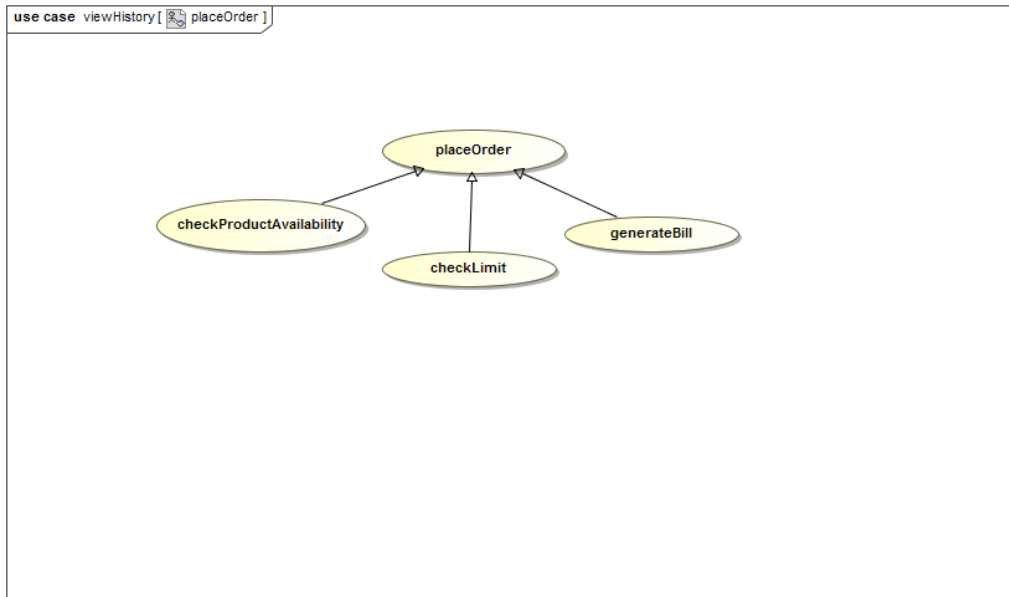 use case viewHistory [ placeOrder ]
placeOrder
checkProductAvailability
generateBill
checkLimit